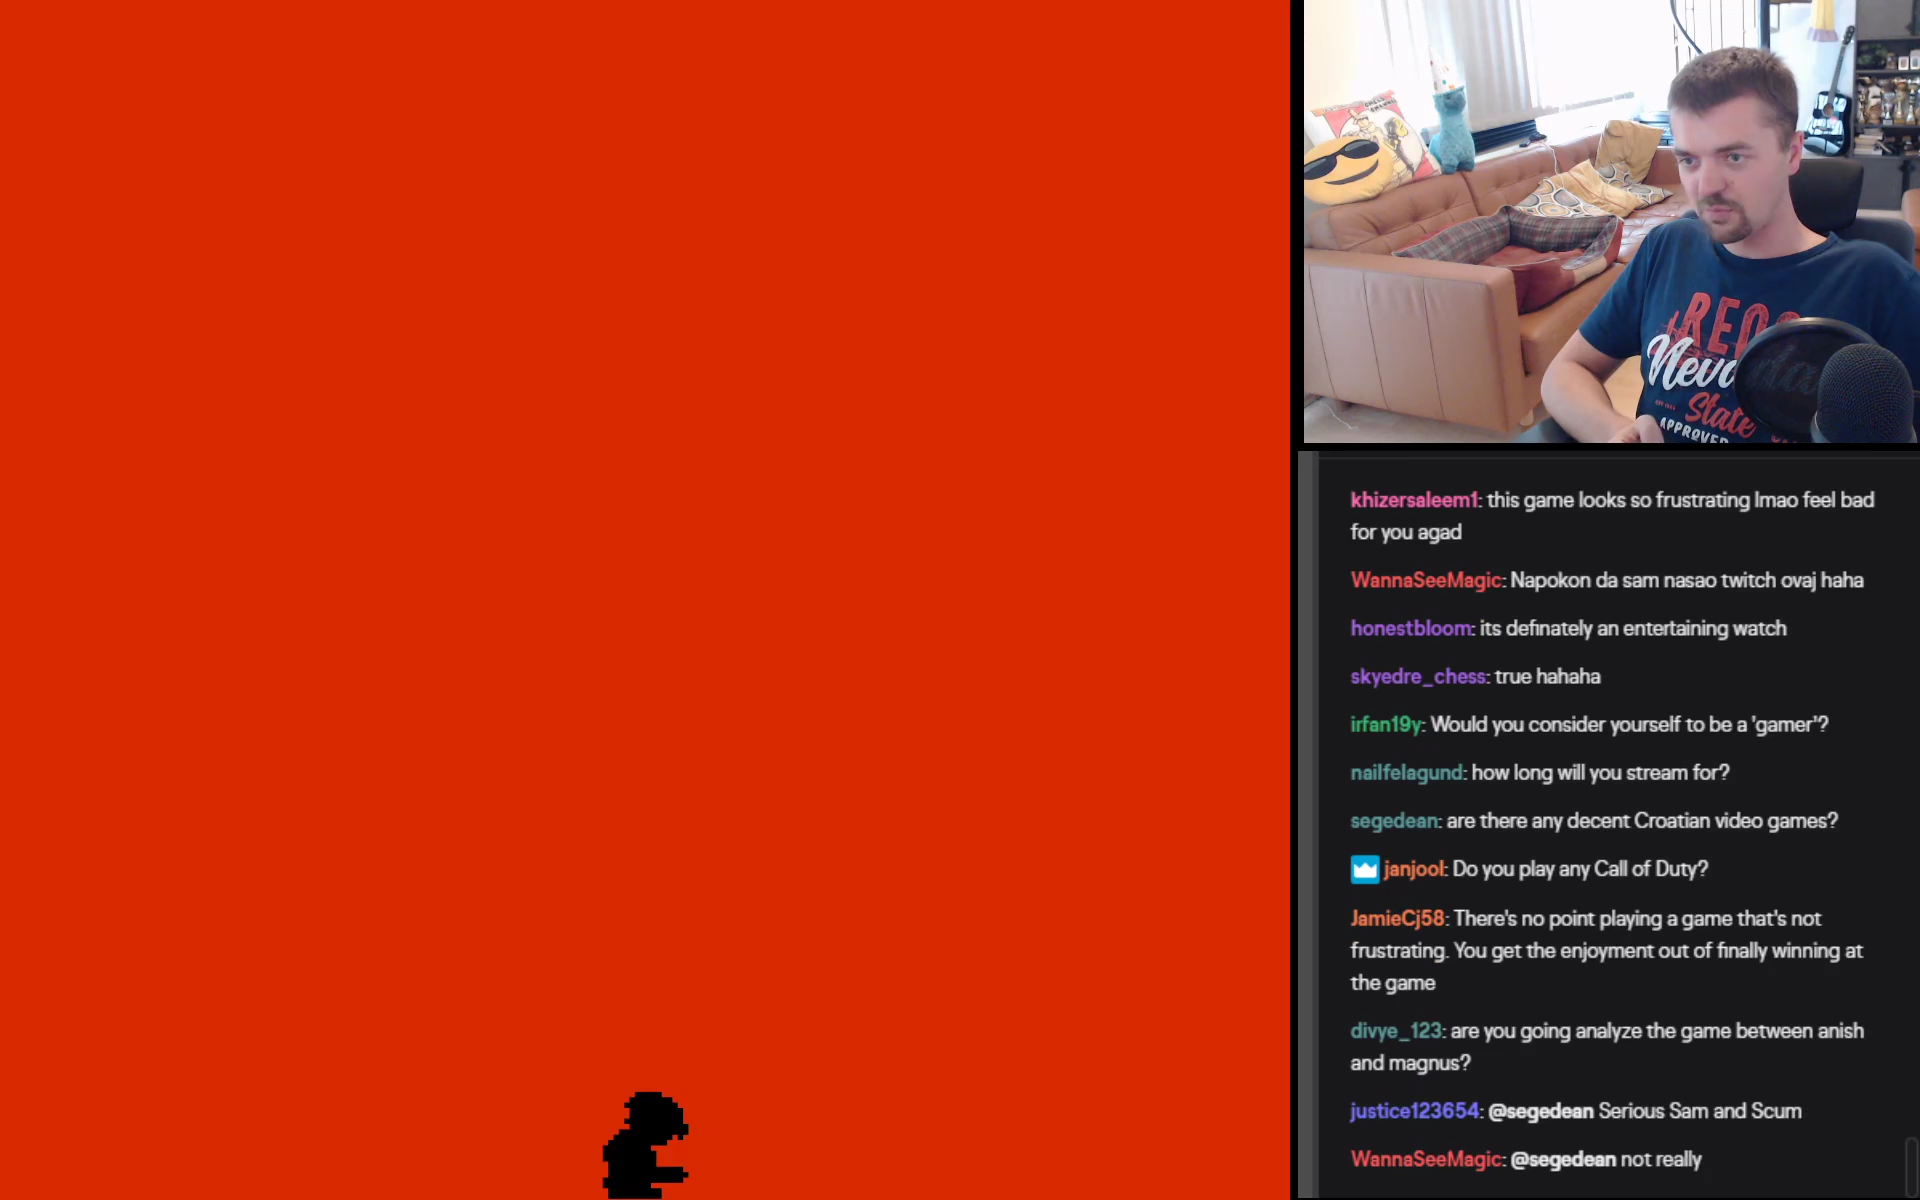 RENO
Nevada
State
APPROVED
khizersaleem1: this game looks so frustrating lmao feel bad
for you agad
WannaSeeMagic: Napokon da sam nasao twitch ovaj haha
honestbloom: its definately an entertaining watch
skyedre_chess: true hahaha
irfan19y: Would you consider yourself to be a 'gamer'?
nailfelagund: how long will you stream for?
segedean: are there any decent Croatian video games?
janjool: Do you play any Call of Duty?
JamieCj58: There's no point playing a game that's not
frustrating. You get the enjoyment out of finally winning at
the game
divye_123: are you going analyze the game between anish
and magnus?
justice123654: @segedean Serious Sam and Scum
WannaSeeMagic: @segedean not really